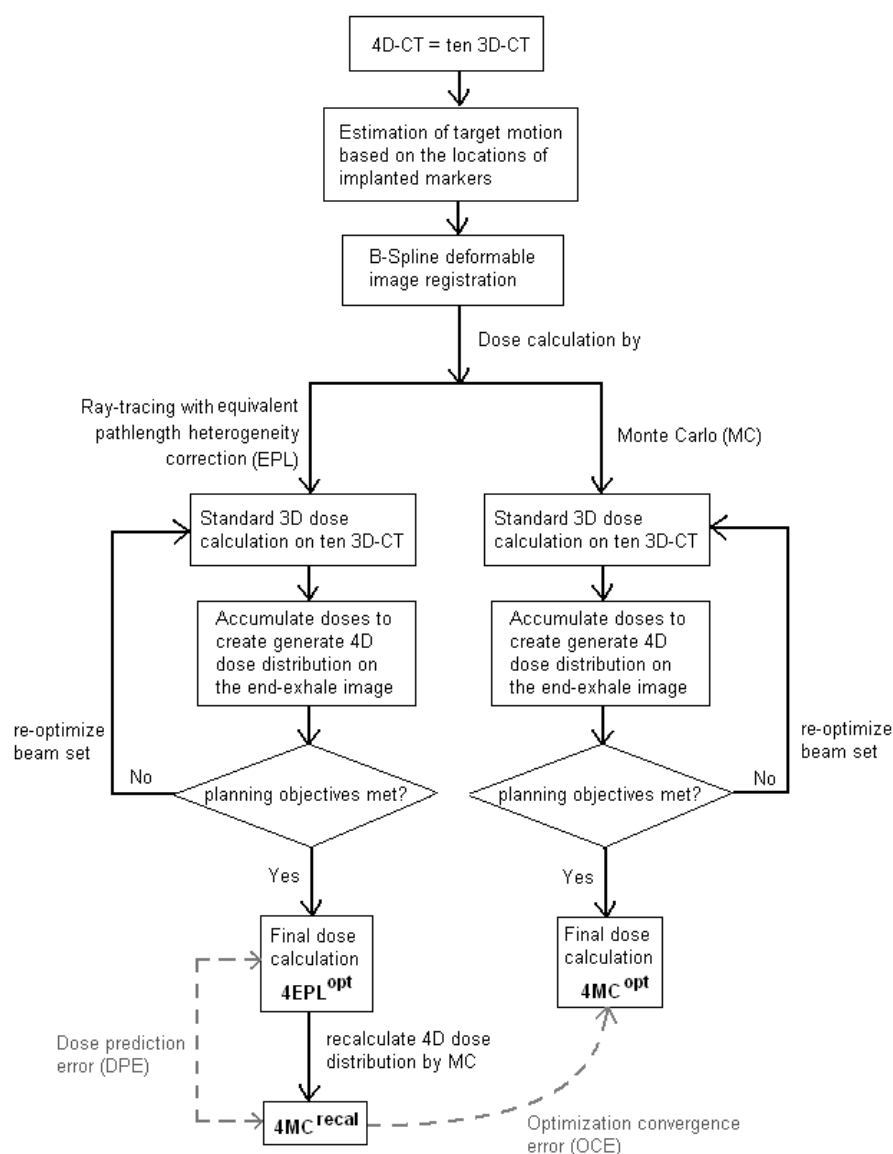 4D-CT = ten 3D-CT
Estimation of target motion
based on the locations of
implanted markers
B-Spline deformable
image registration
Dose calculation by
Ray-tracing with equivalent
pathlength heterogeneity
correction (EPL)
Monte Carlo (MC)
Standard 3D dose
calculation on ten 3D-CT
Standard 3D dose
calculation on ten 3D-CT
Accumulate doses to
create generate 4D
dose distribution on
the end-exhale image
Accumulate doses to
create generate 4D
dose distribution on
the end-exhale image
re-optimize
beam set
re-optimize
beam set
No
planning objectives met?
planning objectives met?
No
Yes
Yes
Final dose
calculation
4EPL opt
Final dose
calculation
4MC opt
Dose prediction
error (DPE)
recalculate 4D dose
distribution by MC
4MC recal
Optimization convergence
error (OCE)